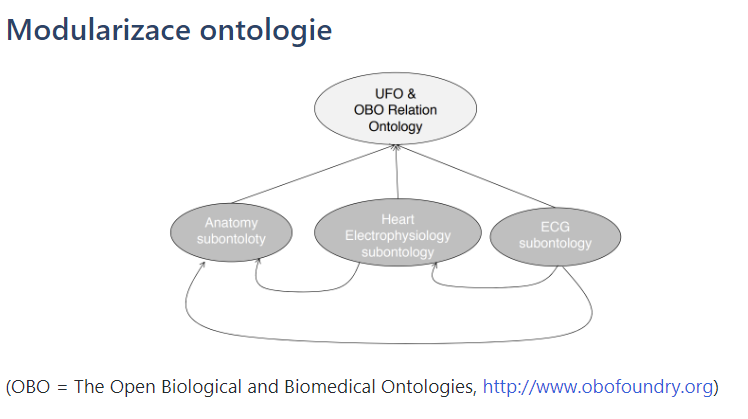 Modularizace ontologie
UFO &
OBO Relation
Ontology
Anatomy
subontoloty
Heart
Electrophysiology
subontology
ECG
subontology
(OBO = The Open Biological and Biomedical Ontologies, http://www.obofoundry.org)